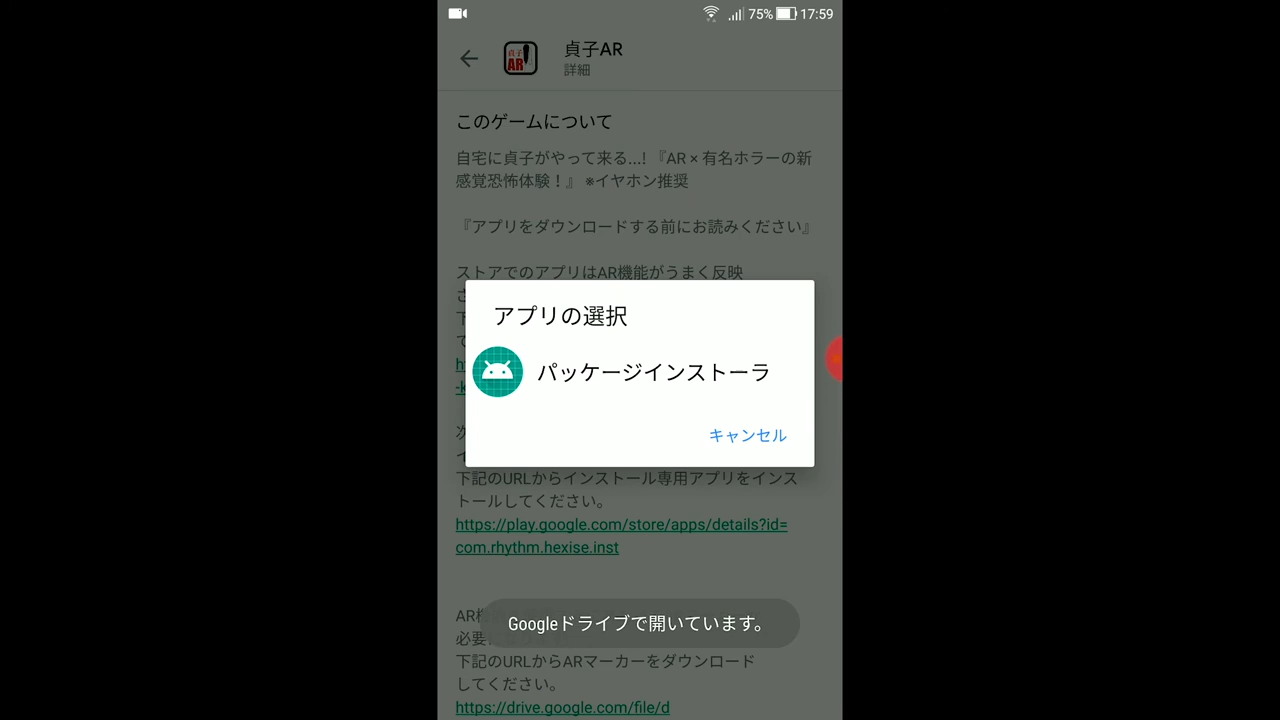 75% 17:59
貞子AR
詳細
このゲームについて
自宅に貞子がやって来る...! 『AR × 有名ホラーの新
感覚恐怖体験！』 ※イヤホン推奨
『アプリをダウンロードする前にお読みください』
ストアでのアプリはAR機能がうまく反映
アプリの選択
パッケージインストーラ
キャンセル
下記のURLからインストール専用アプリをインス
トールしてください。
https://play.google.com/store/apps/details?id=
com.rhythm.hexise.inst
Googleドライブで開いています。
必要
下記のURLからARマーカーをダウンロード
してください。
https://drive.google.com/file/d